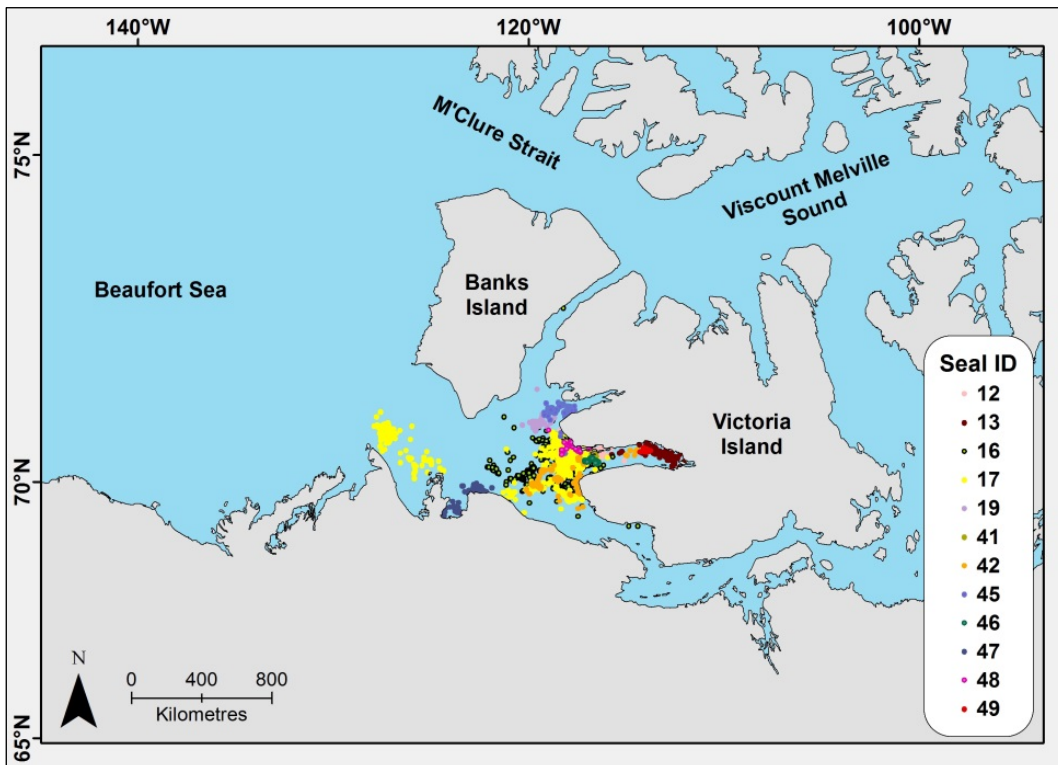 140°W
120°W
100°W
75°N
M'Clure Strait
Viscount Melville
Sound
Banks
Island
Beaufort Sea
Seal ID
12
13
16
17
19
41
42
45
46
47
48
49
Victoria
Island
70°N
N
0 400 800
Kilometres
65°N